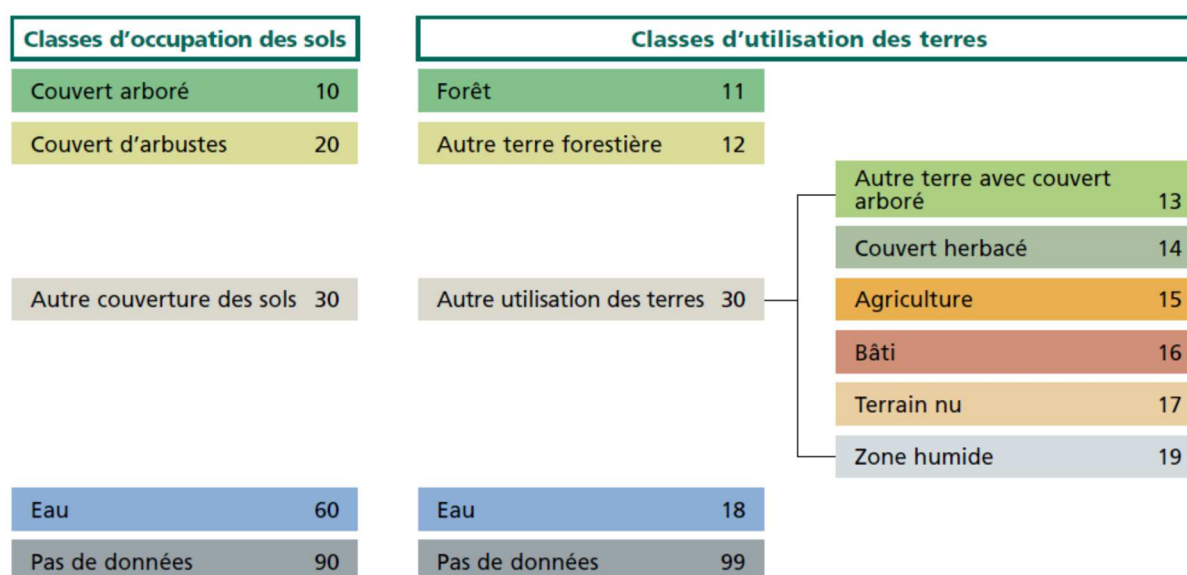 Classes d'occupation des sols
Classes d'utilisation des terres
Couvert arboré 10
Forêt 11
Couvert d'arbustes 20
Autre terre forestière 12
Autre terre avec couvert
arboré 13
Couvert herbacé 14
Autre couverture des sols 30
Autre utilisation des terres 30
Agriculture 15
Bâti 16
Terrain nu 17
Zone humide 19
Eau 60
Eau 18
Pas de données 90
Pas de données 99